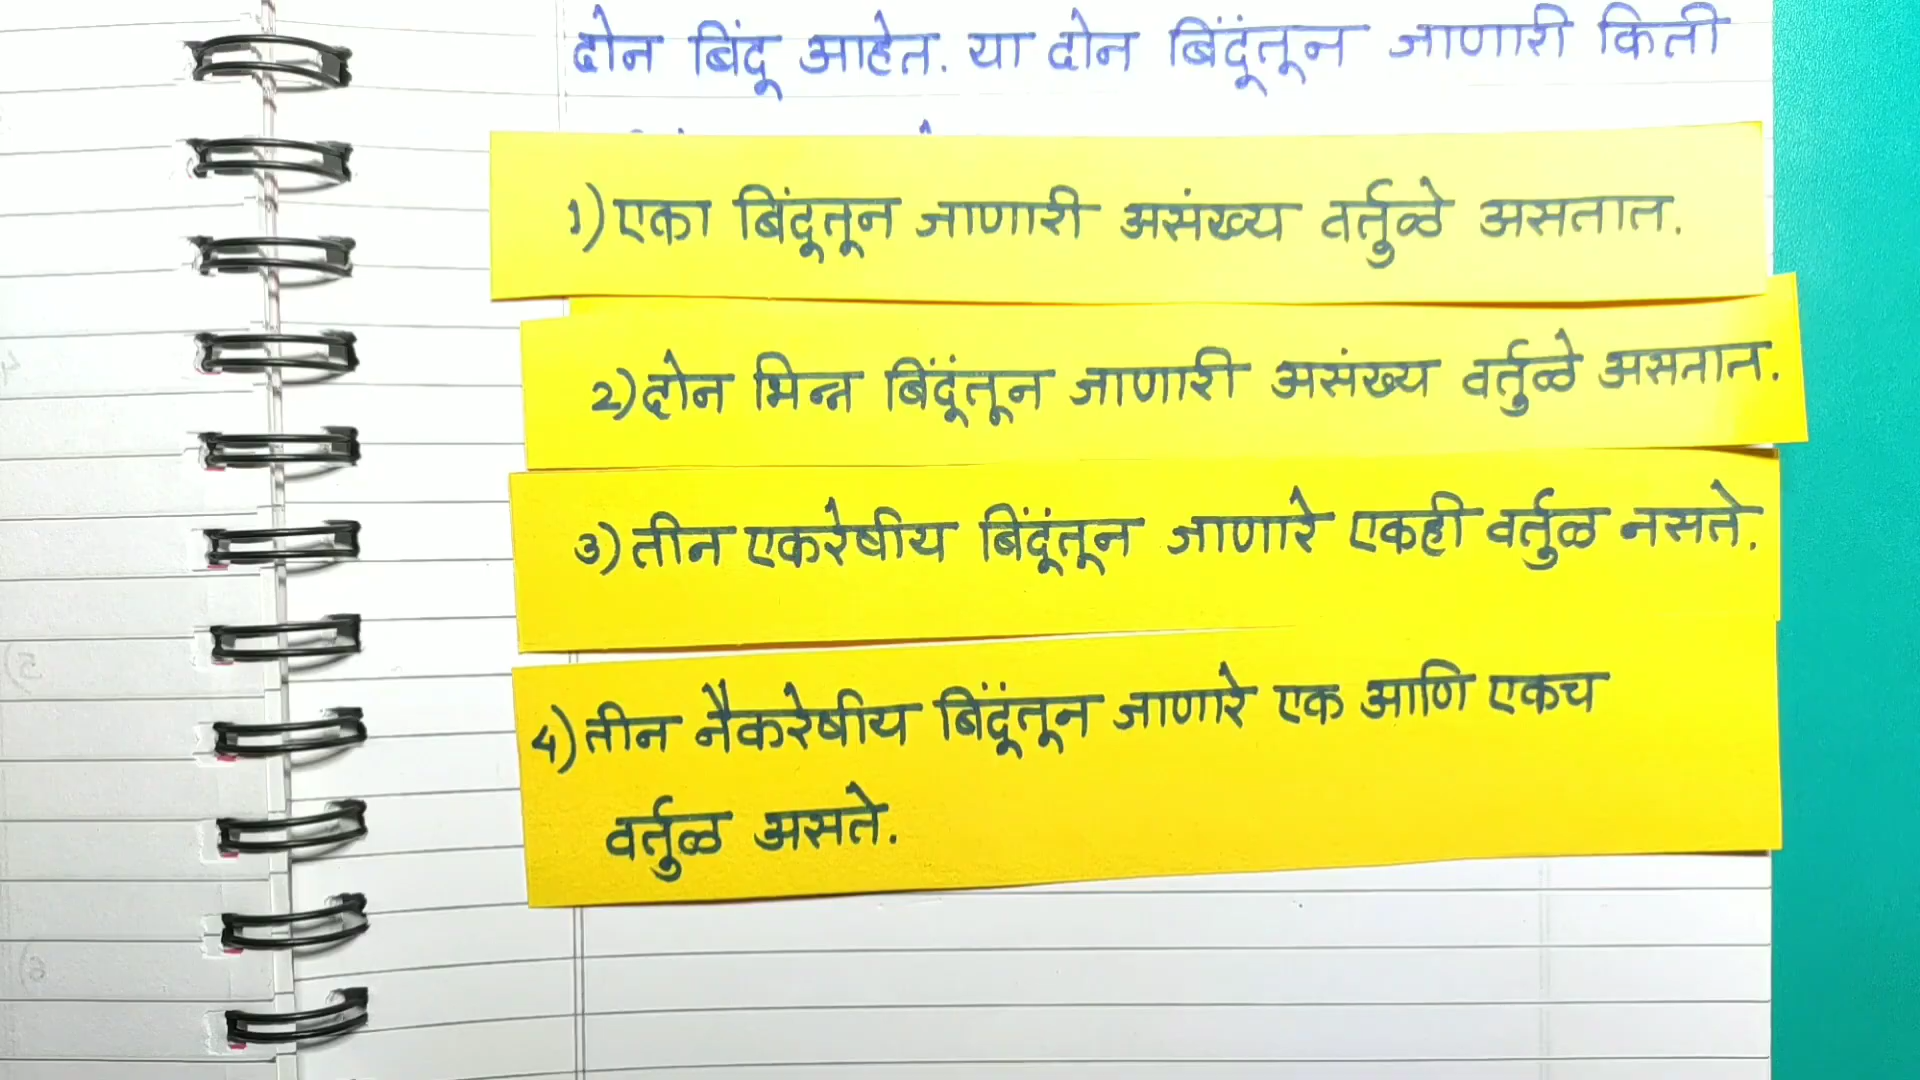 दोन बिंदू आहेत. या दोन बिंदूंतून जाणारी किती
1) एका बिंदूतून जाणारी असंख्य वर्तुळे असतात.
2) दोन भिन्न बिंदूंतून जाणारी असंख्य वर्तुळे असतात.
3) तीन एकरेषीय बिंदूंतून जाणारे एकही वर्तुळ नसते.
4) तीन नैकरेषीय बिंदूंतून जाणारे एक आणि एकच
वर्तुळ असते.